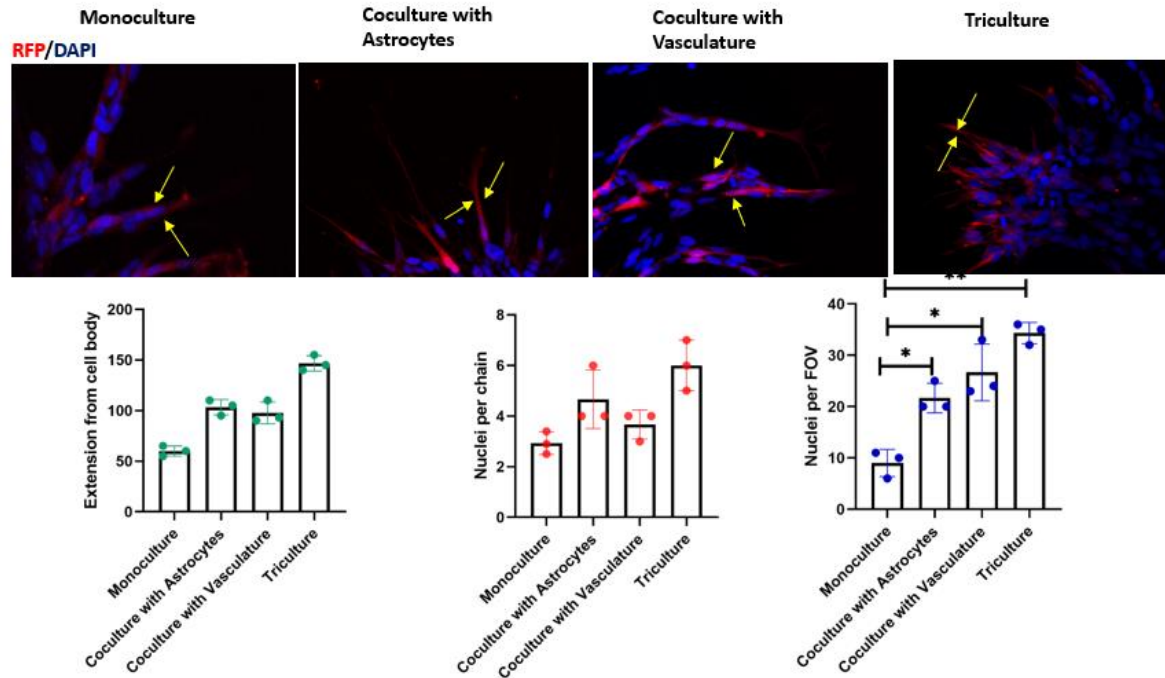 Monoculture
Coculture with
Astrocytes
Coculture with
Vasculature
Triculture
RFP/DAPI
Extension from cell body
200
150
100
50
0
Monoculture
Coculture with Astrocytes
Coculture with Vasculature
Triculture
Nuclei per chain
8
6
4
2
0
Monoculture
Coculture with Astrocytes
Coculture with Vasculature
Triculture
Nuclei per FOV
40
30
20
10
0
**
*
*
Monoculture
Coculture with Astrocytes
Coculture with Vasculature
Triculture